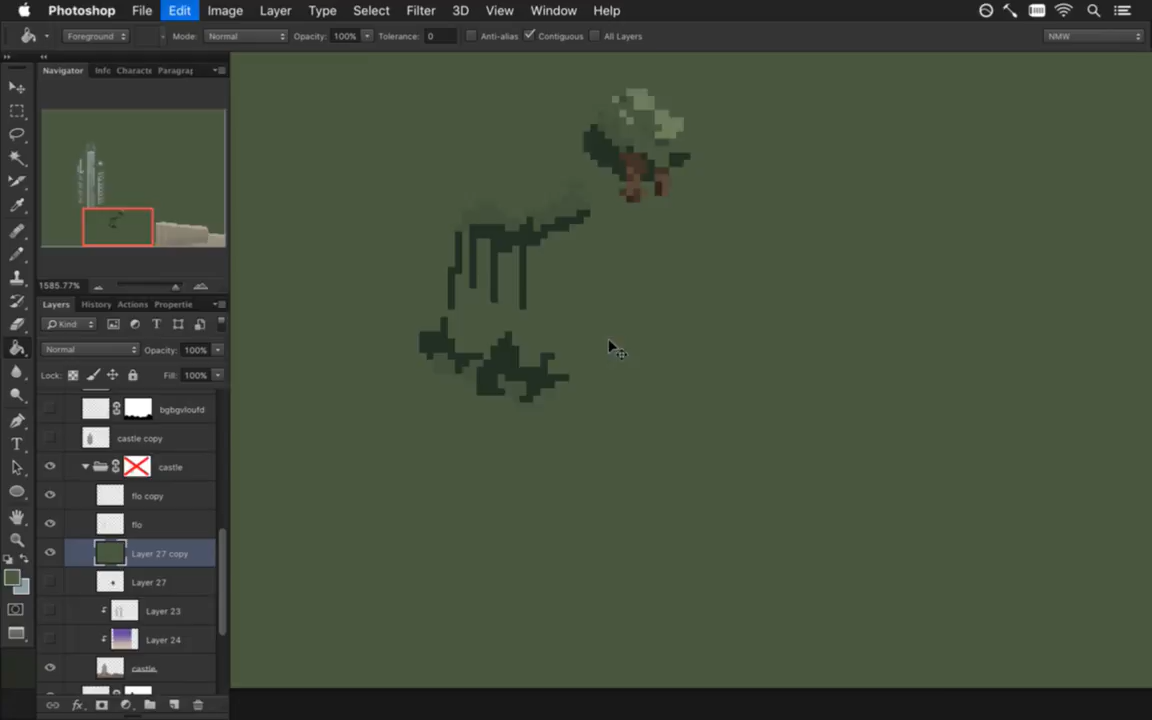 Photoshop File Edit Image Layer Type Select Filter 3D View Window Help
Foreground Mode: Normal Opacity: 100% Tolerance: 0 Anti-alias Contiguous All Layers NMW
Navigator Info Characte Paragrap
1585.77%
Layers History Actions Propertie
Kind
Normal Opacity: 100%
Lock: Fill: 100%
bgbgvloufd
castle copy
castle
flo copy
flo
Layer 27 copy
Layer 27
Layer 23
Layer 24
castle